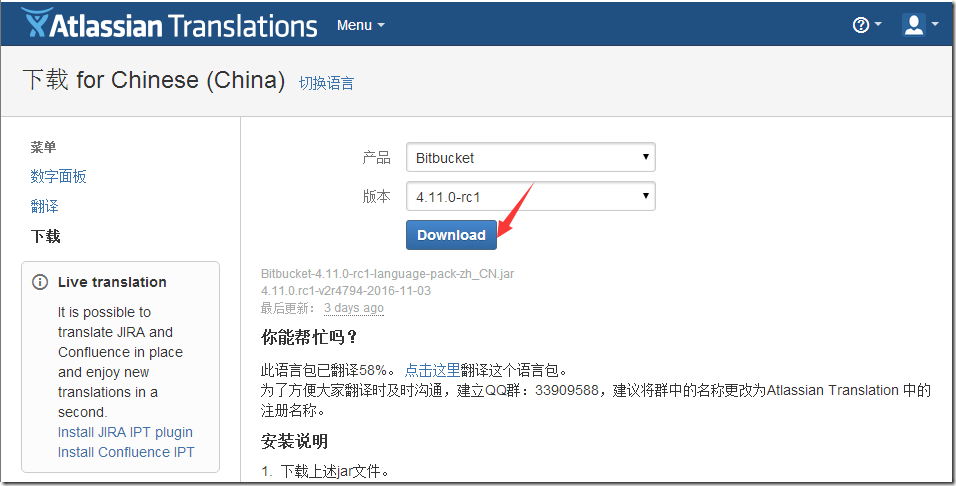 Atlassian Translations Menu
下载 for Chinese (China) 切换语言
菜单
数字面板
翻译
下载
Live translation
It is possible to
translate JIRA and
Confluence in place
and enjoy new
translations in a
second.
Install JIRA IPT plugin
Install Confluence IPT
产品 Bitbucket
版本 4.11.0-rc1
Download
Bitbucket-4.11.0-rc1-language-pack-zh_CN.jar
4.11.0.rc1-v2r4794-2016-11-03
最后更新： 3 days ago
你能帮忙吗？
此语言包已翻译58%。 点击这里翻译这个语言包。
为了方便大家翻译时及时沟通，建立QQ群：33909588，建议将群中的名称更改为Atlassian Translation 中的
注册名称。
安装说明
1. 下载上述jar文件。